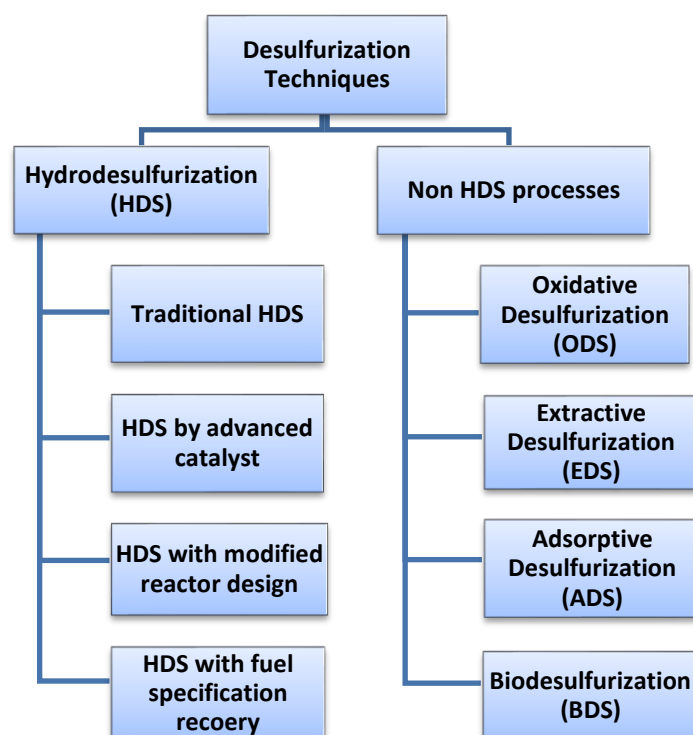 Desulfurization
Techniques
Hydrodesulfurization
(HDS)
Traditional HDS
HDS by advanced
catalyst
HDS with modified
reactor design
HDS with fuel
specification
recoery
Non HDS processes
Oxidative
Desulfurization
(ODS)
Extractive
Desulfurization
(EDS)
Adsorptive
Desulfurization
(ADS)
Biodesulfurization
(BDS)